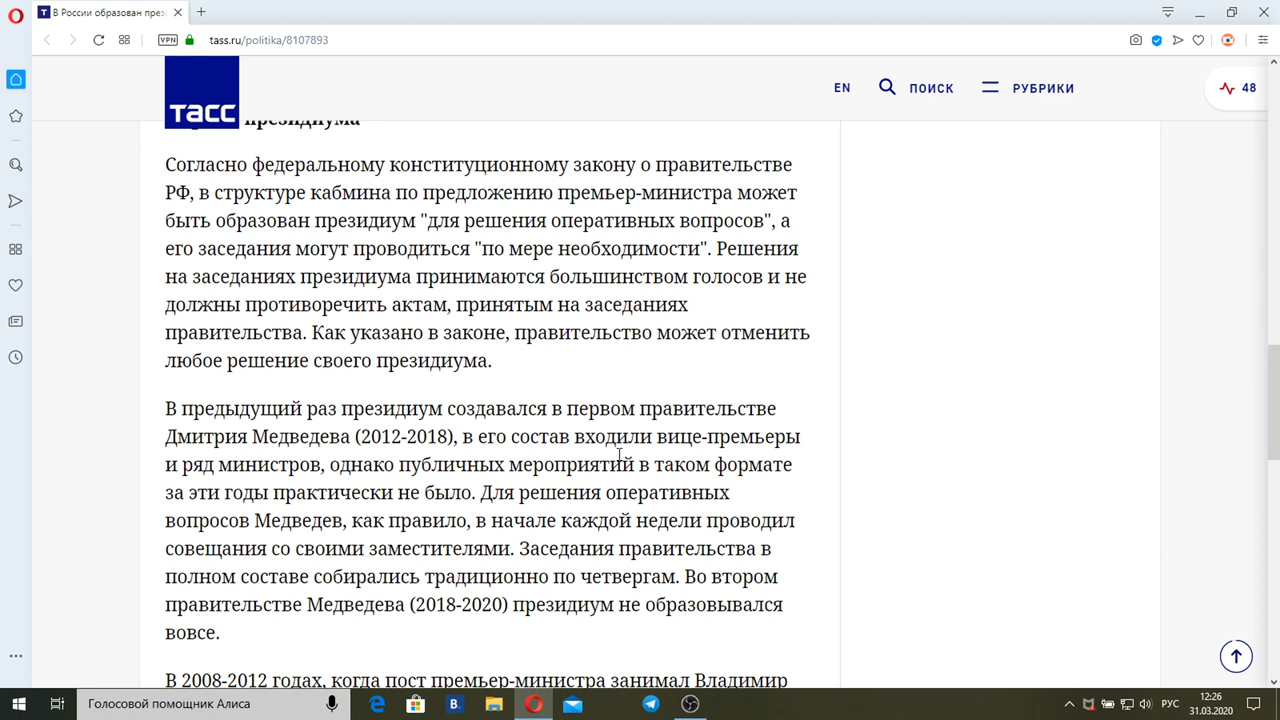 В России образован през
VPN
tass.ru/politika/8107893
ТАСС
EN
ПОИСК
РУБРИКИ
48
президиума
Согласно федеральному конституционному закону о правительстве
РФ, в структуре кабмина по предложению премьер-министра может
быть образован президиум "для решения оперативных вопросов", а
его заседания могут проводиться "по мере необходимости". Решения
на заседаниях президиума принимаются большинством голосов и не
должны противоречить актам, принятым на заседаниях
правительства. Как указано в законе, правительство может отменить
любое решение своего президиума.
В предыдущий раз президиум создавался в первом правительстве
Дмитрия Медведева (2012-2018), в его состав входили вице-премьеры
и ряд министров, однако публичных мероприятий в таком формате
за эти годы практически не было. Для решения оперативных
вопросов Медведев, как правило, в начале каждой недели проводил
совещания со своими заместителями. Заседания правительства в
полном составе собирались традиционно по четвергам. Во втором
правительстве Медведева (2018-2020) президиум не образовывался
вовсе.
В 2008-2012 годах, когда пост премьер-министра занимал Владимир
Голосовой помощник Алиса
РУС
12:26
31.03.2020